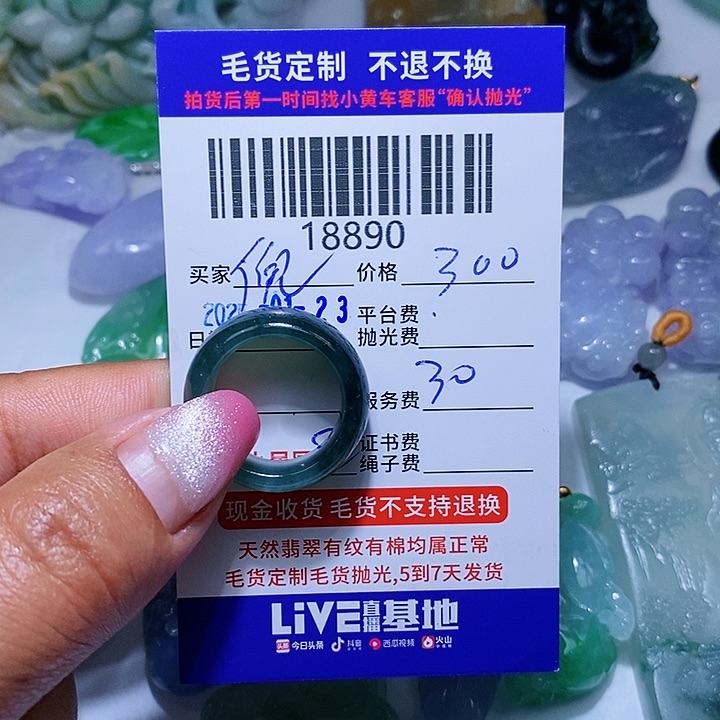 毛货定制 不退不换
拍货后第一时间找小黄车客服“确认抛光”
18890
买家 倪 价格 300
平台费
抛光费
服务费 30
证书费
绳子费
现金收货 毛货不支持退换
天然翡翠有纹有棉均属正常
毛货定制毛货抛光,5到7天发货
LiVE直播基地
头条 今日头条 抖音 西瓜视频 火山